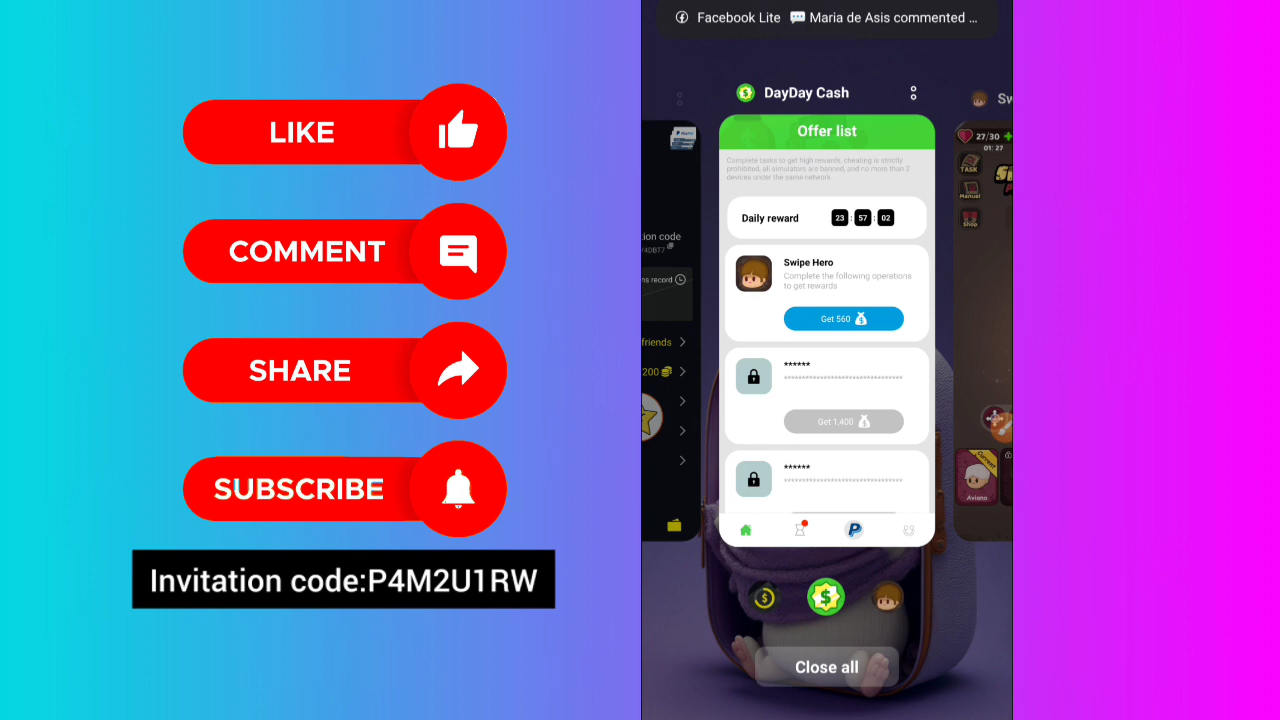 LIKE
COMMENT
SHARE
SUBSCRIBE
Invitation code:P4M2U1RW
Facebook Lite 💬 Maria de Asis commented …
DayDay Cash
Offer list
Complete tasks to get high rewards, cheating is strictly
prohibited, all simulators are banned, and no more than 2
devices under the same network
Daily reward 23 : 57 : 02
Swipe Hero
Complete the following operations
to get rewards
Get 560
******
*********************************
Get 1,400
******
*********************************
Close all
tion code
/4DBT7
ns record
friends
200
Sw
27/30
01: 27
TASK
Manual
Shop
Current
Aviana